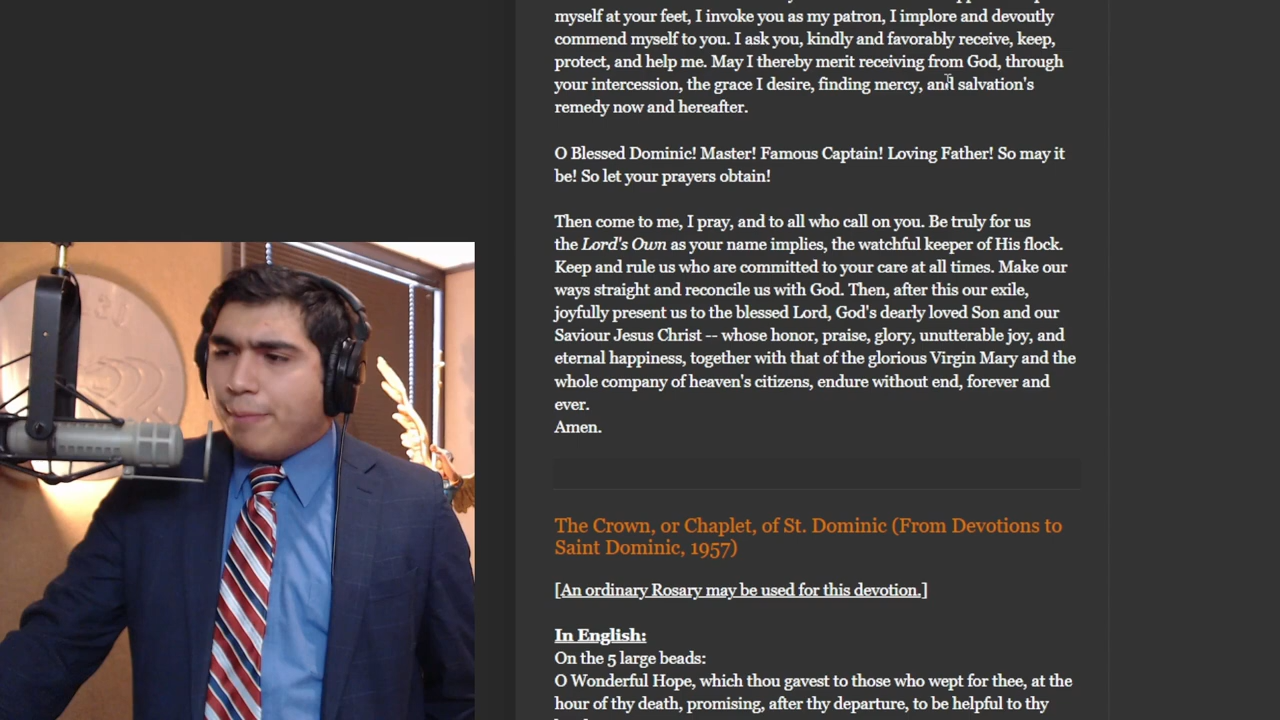 myself at your feet, I invoke you as my patron, I implore and devoutly
commend myself to you. I ask you, kindly and favorably receive, keep,
protect, and help me. May I thereby merit receiving from God, through
your intercession, the grace I desire, finding mercy, and salvation's
remedy now and hereafter.
O Blessed Dominic! Master! Famous Captain! Loving Father! So may it
be! So let your prayers obtain!
Then come to me, I pray, and to all who call on you. Be truly for us
the Lord's Own as your name implies, the watchful keeper of His flock.
Keep and rule us who are committed to your care at all times. Make our
ways straight and reconcile us with God. Then, after this our exile,
joyfully present us to the blessed Lord, God's dearly loved Son and our
Saviour Jesus Christ -- whose honor, praise, glory, unutterable joy, and
eternal happiness, together with that of the glorious Virgin Mary and the
whole company of heaven's citizens, endure without end, forever and
ever.
Amen.
The Crown, or Chaplet, of St. Dominic (From Devotions to
Saint Dominic, 1957)
[An ordinary Rosary may be used for this devotion.]
In English:
On the 5 large beads:
O Wonderful Hope, which thou gavest to those who wept for thee, at the
hour of thy death, promising, after thy departure, to be helpful to thy